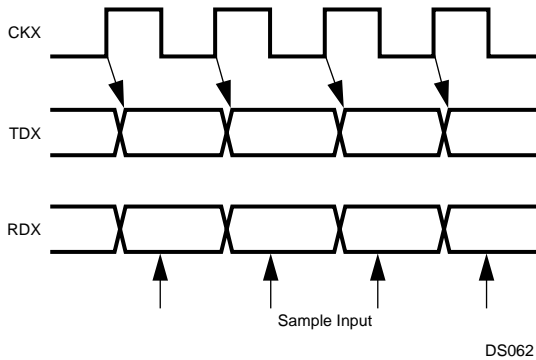 CKX
TDX
RDX
Sample Input
DS062